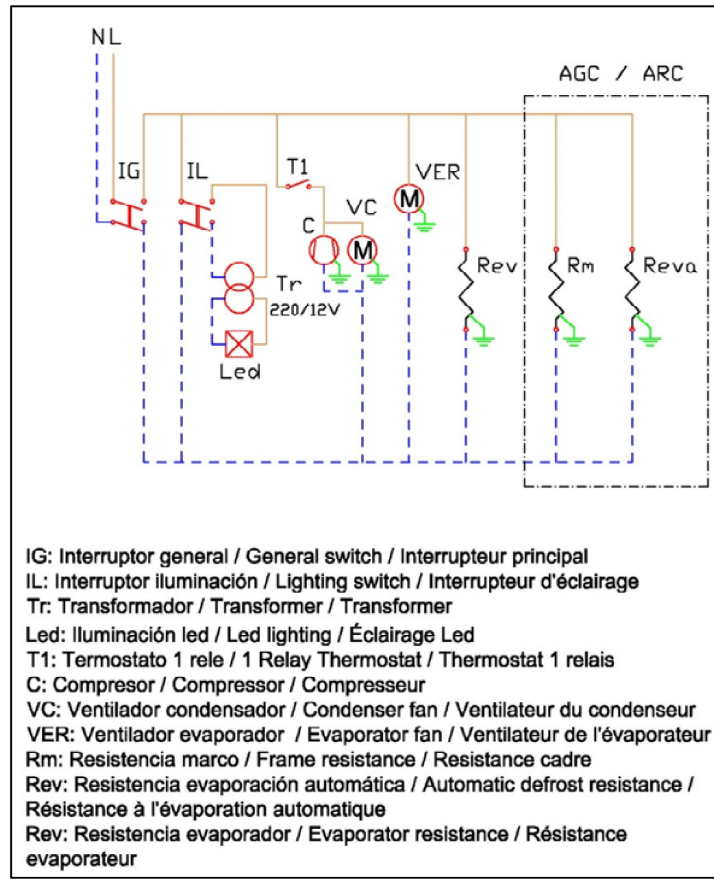 N L
AGC / ARC
IG
IL
T1
VER
C
VC
M
M
Rev
Rm
Reva
Tr
220/12V
Led
IG: Interruptor general / General switch / Interrupteur principal
IL: Interruptor iluminación / Lighting switch / Interrupteur d'éclairage
Tr: Transformador / Transformer / Transformer
Led: Iluminación led / Led lighting / Éclairage Led
T1: Termostato 1 rele / 1 Relay Thermostat / Thermostat 1 relais
C: Compresor / Compressor / Compresseur
VC: Ventilador condensador / Condenser fan / Ventilateur du condenseur
VER: Ventilador evaporador / Evaporator fan / Ventilateur de l'évaporateur
Rm: Resistencia marco / Frame resistance / Resistance cadre
Rev: Resistencia evaporación automática / Automatic defrost resistance /
Résistance à l'évaporation automatique
Rev: Resistencia evaporador / Evaporator resistance / Résistance
evaporateur